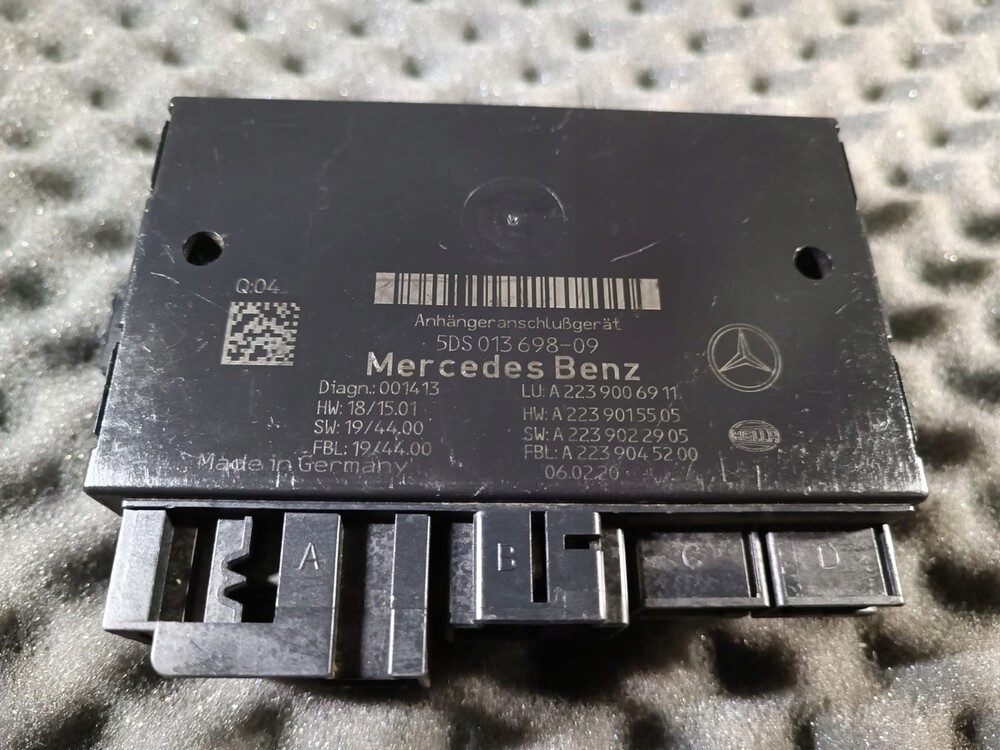 Q:04
Anhängeranschlußgerät
5DS 013 698-09
Mercedes Benz
Diagn.: 001413
HW: 18/15.01
SW: 19/44.00
FBL: 19/44.00
Made in Germany
LU: A 223 900 69 11
HW: A 223 901 55 05
SW: A 223 902 29 05
FBL: A 223 904 52 00
06.02.20
HELLA
A
B
C
D